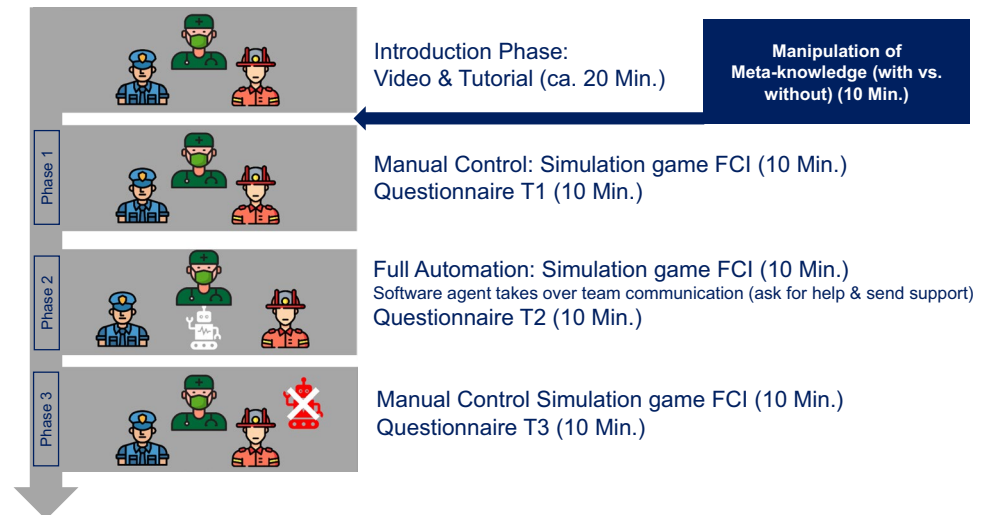 Introduction Phase:
Video & Tutorial (ca. 20 Min.)
Manipulation of
Meta-knowledge (with vs.
without) (10 Min.)
Phase 1
Manual Control: Simulation game FCI (10 Min.)
Questionnaire T1 (10 Min.)
Phase 2
Full Automation: Simulation game FCI (10 Min.)
Software agent takes over team communication (ask for help & send support)
Questionnaire T2 (10 Min.)
Phase 3
Manual Control Simulation game FCI (10 Min.)
Questionnaire T3 (10 Min.)